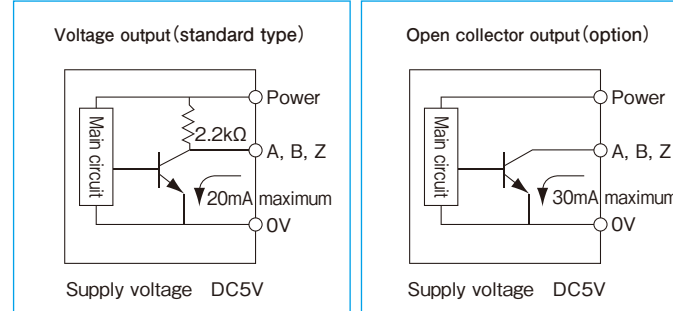 Voltage output(standard type)
Power
2.2kΩ
Main circuit
A, B, Z
20mA maximum
0V
Supply voltage DC5V
Open collector output(option)
Power
Main circuit
A, B, Z
30mA maximum
0V
Supply voltage DC5V